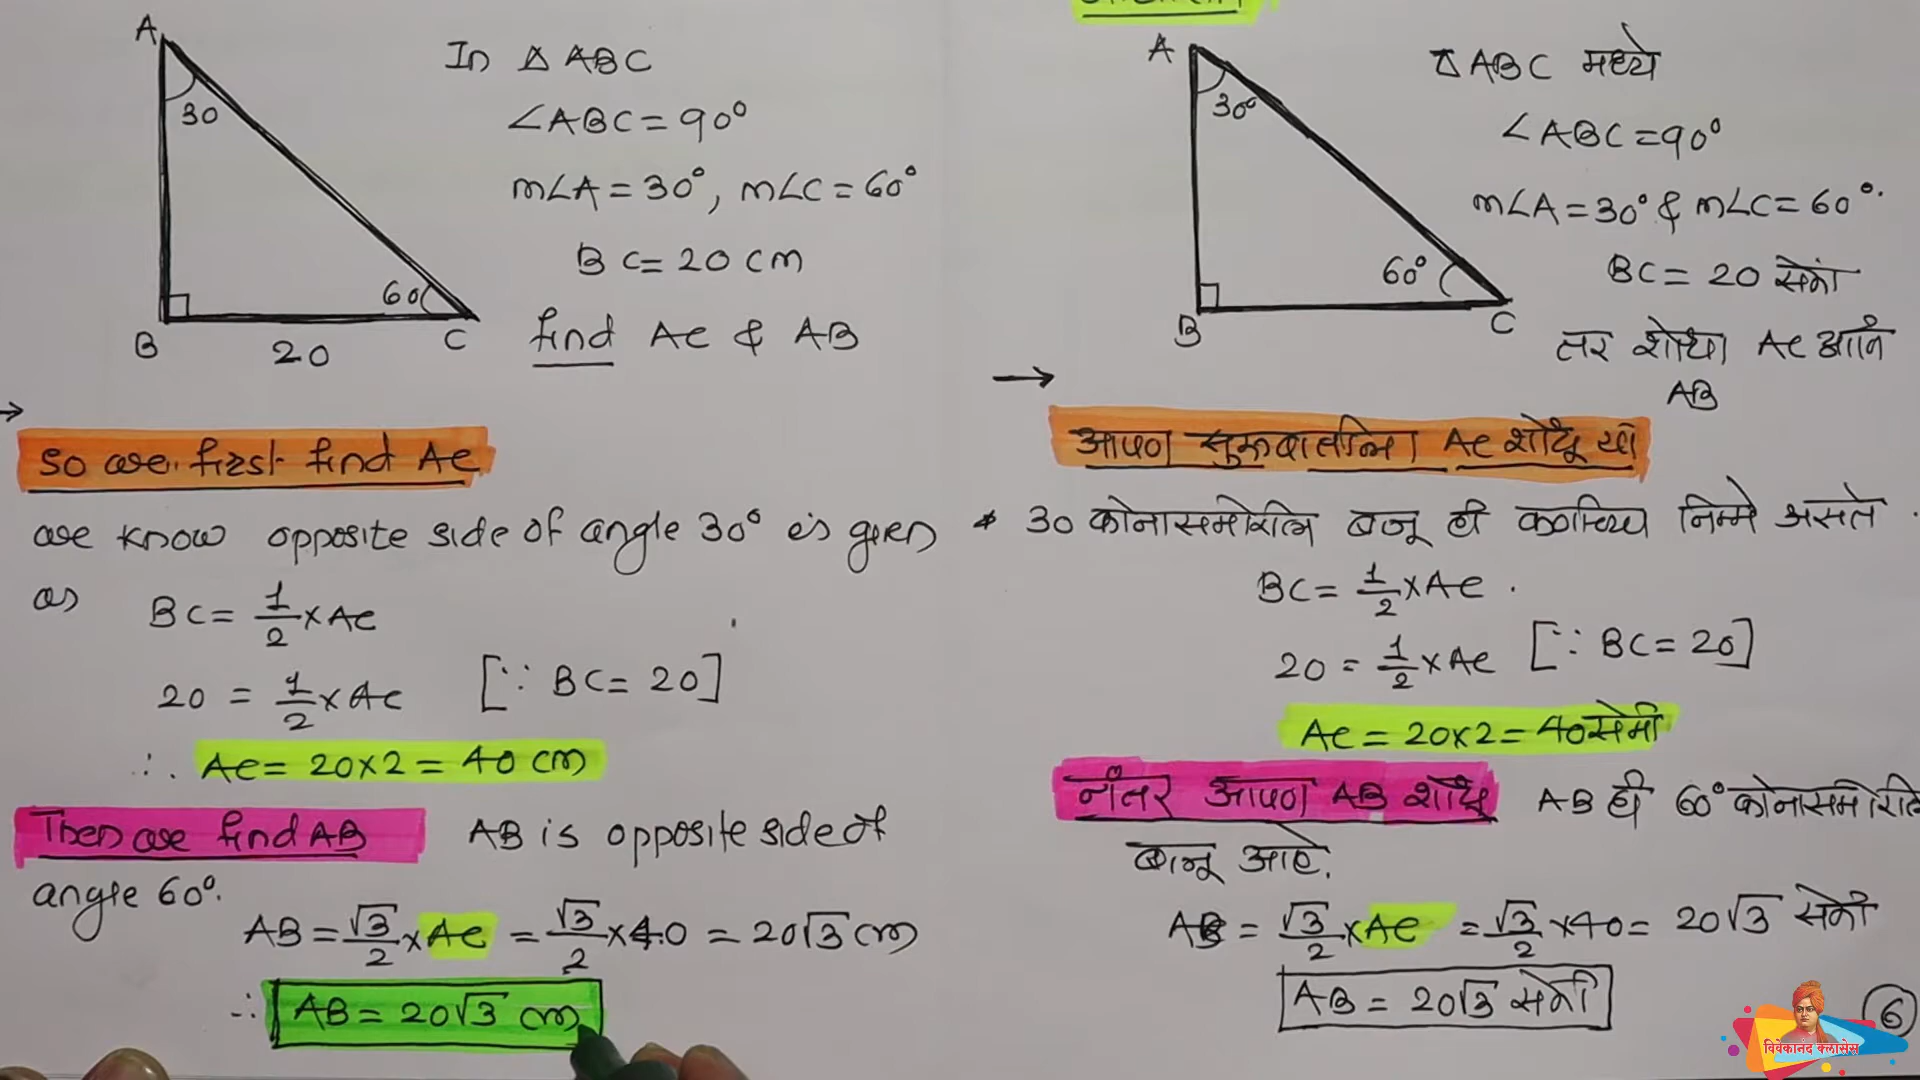 A
30
60
B
20
C
In △ ABC
∠ABC = 90°
m∠A = 30°, m∠C = 60°
BC = 20 cm
find AC & AB
→
So we first find AC
we know opposite side of angle 30° is given
as
BC = 1/2 × AC
20 = 1/2 × AC [∵ BC = 20]
∴ AC = 20×2 = 40 cm
Then we find AB AB is opposite side of
angle 60°.
AB = √3/2 × AC = √3/2 × 40 = 20√3 cm
∴ AB = 20√3 cm
A
30°
60°
B
C
△ABC मध्ये
∠ABC = 90°
m∠A = 30° & m∠C = 60°.
BC = 20 सेमी
तर शोधा AC आणि
AB
→
आपण सुरुवातीला AC शोधू या
* 30 कोनासमोरील बाजू ही कर्णाच्या निम्मे असते.
BC = 1/2 × AC.
20 = 1/2 × AC [∵ BC = 20]
AC = 20×2 = 40 सेमी
नंतर आपण AB शोधू AB ही 60° कोनासमोरील
बाजू आहे.
AB = √3/2 × AC = √3/2 × 40 = 20√3 सेमी
AB = 20√3 सेमी
6
विवेकानंद क्लासेस